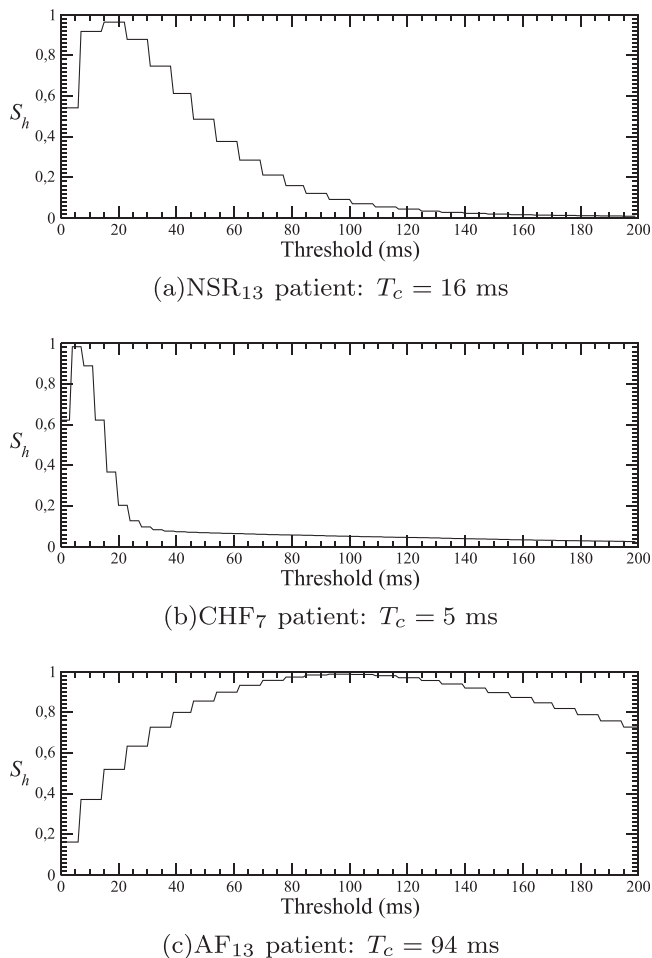 1
0,8
0,6
S_h
0,4
0,2
0
0 20 40 60 80 100 120 140 160 180 200
Threshold (ms)
(a)NSR₁₃ patient: T_c = 16 ms
1
0,8
0,6
S_h
0,4
0,2
0
0 20 40 60 80 100 120 140 160 180 200
Threshold (ms)
(b)CHF₇ patient: T_c = 5 ms
1
0,8
0,6
S_h
0,4
0,2
0
0 20 40 60 80 100 120 140 160 180 200
Threshold (ms)
(c)AF₁₃ patient: T_c = 94 ms